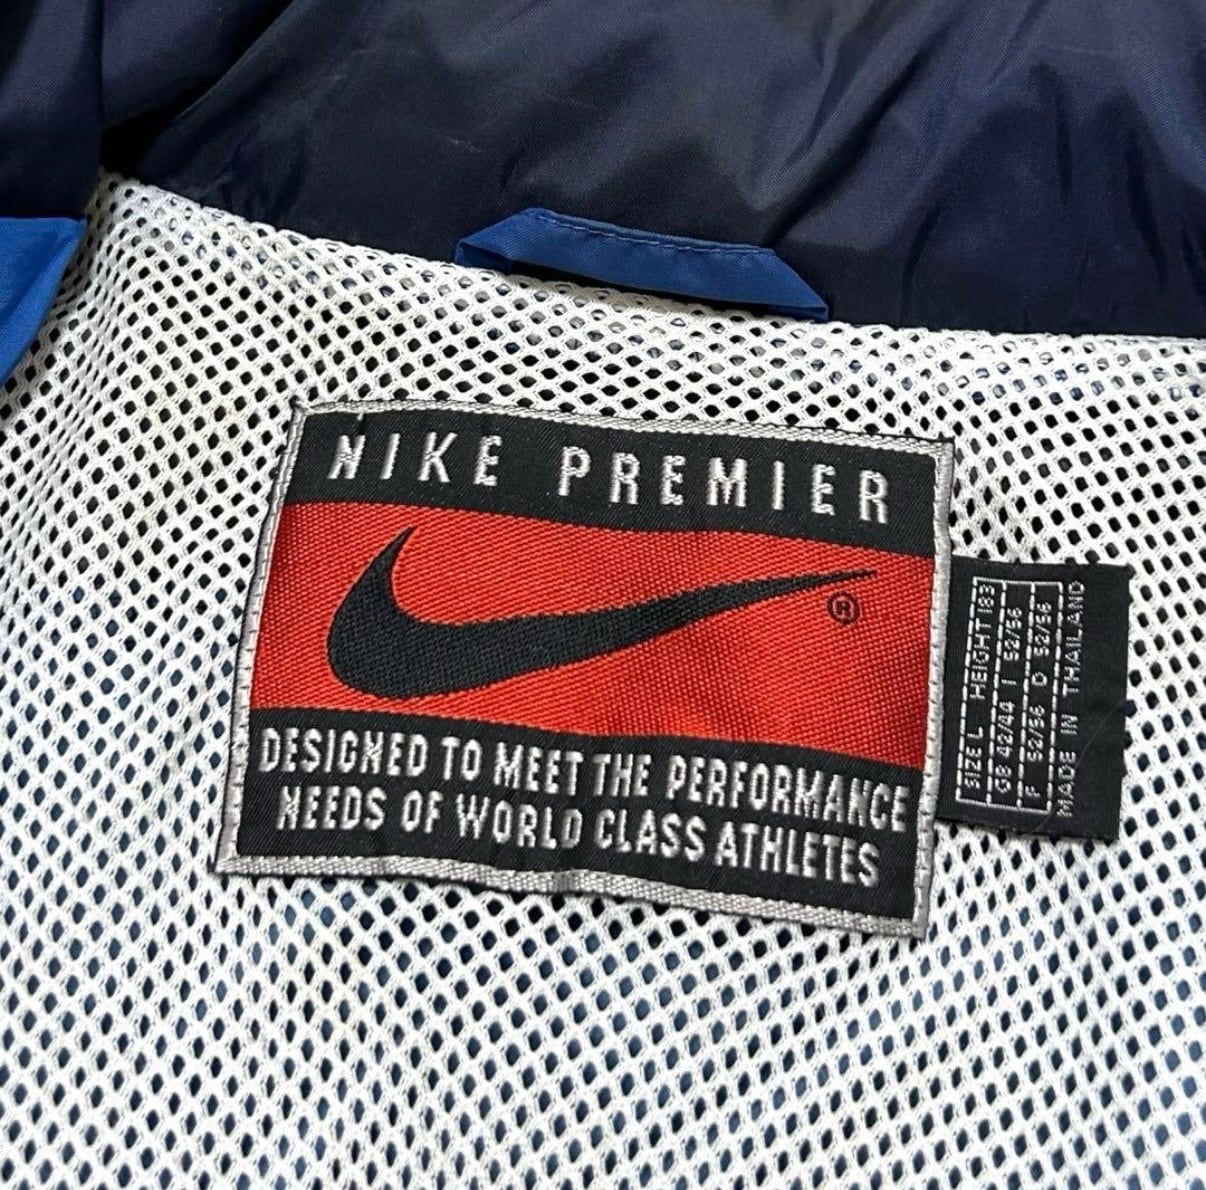 NIKE PREMIER
®
DESIGNED TO MEET THE PERFORMANCE
NEEDS OF WORLD CLASS ATHLETES
SIZE L HEIGHT 183
GB 42/44 I 52/56
F 52/56 D 52/56
MADE IN THAILAND